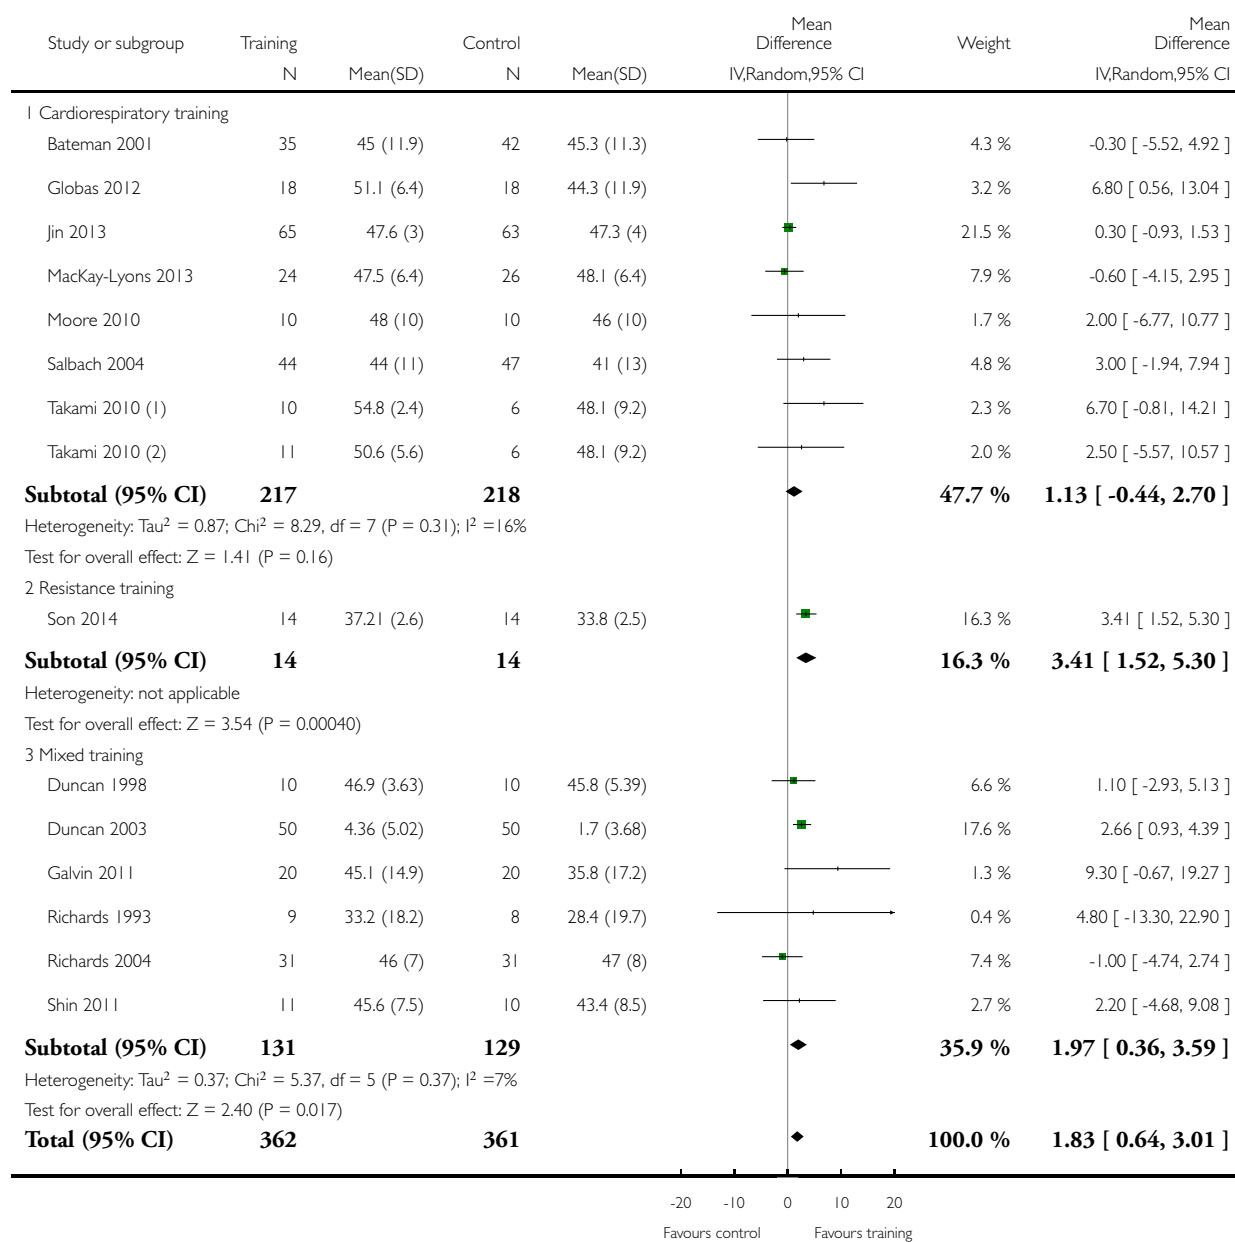 Mean Mean
Study or subgroup Training Control Difference Weight Difference
N Mean(SD) N Mean(SD) IV,Random,95% CI IV,Random,95% CI
1 Cardiorespiratory training
Bateman 2001 35 45 (11.9) 42 45.3 (11.3) 4.3 % -0.30 [ -5.52, 4.92 ]
Globas 2012 18 51.1 (6.4) 18 44.3 (11.9) 3.2 % 6.80 [ 0.56, 13.04 ]
Jin 2013 65 47.6 (3) 63 47.3 (4) 21.5 % 0.30 [ -0.93, 1.53 ]
MacKay-Lyons 2013 24 47.5 (6.4) 26 48.1 (6.4) 7.9 % -0.60 [ -4.15, 2.95 ]
Moore 2010 10 48 (10) 10 46 (10) 1.7 % 2.00 [ -6.77, 10.77 ]
Salbach 2004 44 44 (11) 47 41 (13) 4.8 % 3.00 [ -1.94, 7.94 ]
Takami 2010 (1) 10 54.8 (2.4) 6 48.1 (9.2) 2.3 % 6.70 [ -0.81, 14.21 ]
Takami 2010 (2) 11 50.6 (5.6) 6 48.1 (9.2) 2.0 % 2.50 [ -5.57, 10.57 ]
Subtotal (95% CI) 217 218 47.7 % 1.13 [ -0.44, 2.70 ]
Heterogeneity: Tau² = 0.87; Chi² = 8.29, df = 7 (P = 0.31); I² =16%
Test for overall effect: Z = 1.41 (P = 0.16)
2 Resistance training
Son 2014 14 37.21 (2.6) 14 33.8 (2.5) 16.3 % 3.41 [ 1.52, 5.30 ]
Subtotal (95% CI) 14 14 16.3 % 3.41 [ 1.52, 5.30 ]
Heterogeneity: not applicable
Test for overall effect: Z = 3.54 (P = 0.00040)
3 Mixed training
Duncan 1998 10 46.9 (3.63) 10 45.8 (5.39) 6.6 % 1.10 [ -2.93, 5.13 ]
Duncan 2003 50 4.36 (5.02) 50 1.7 (3.68) 17.6 % 2.66 [ 0.93, 4.39 ]
Galvin 2011 20 45.1 (14.9) 20 35.8 (17.2) 1.3 % 9.30 [ -0.67, 19.27 ]
Richards 1993 9 33.2 (18.2) 8 28.4 (19.7) 0.4 % 4.80 [ -13.30, 22.90 ]
Richards 2004 31 46 (7) 31 47 (8) 7.4 % -1.00 [ -4.74, 2.74 ]
Shin 2011 11 45.6 (7.5) 10 43.4 (8.5) 2.7 % 2.20 [ -4.68, 9.08 ]
Subtotal (95% CI) 131 129 35.9 % 1.97 [ 0.36, 3.59 ]
Heterogeneity: Tau² = 0.37; Chi² = 5.37, df = 5 (P = 0.37); I² =7%
Test for overall effect: Z = 2.40 (P = 0.017)
Total (95% CI) 362 361 100.0 % 1.83 [ 0.64, 3.01 ]
-20 -10 0 10 20
Favours control Favours training